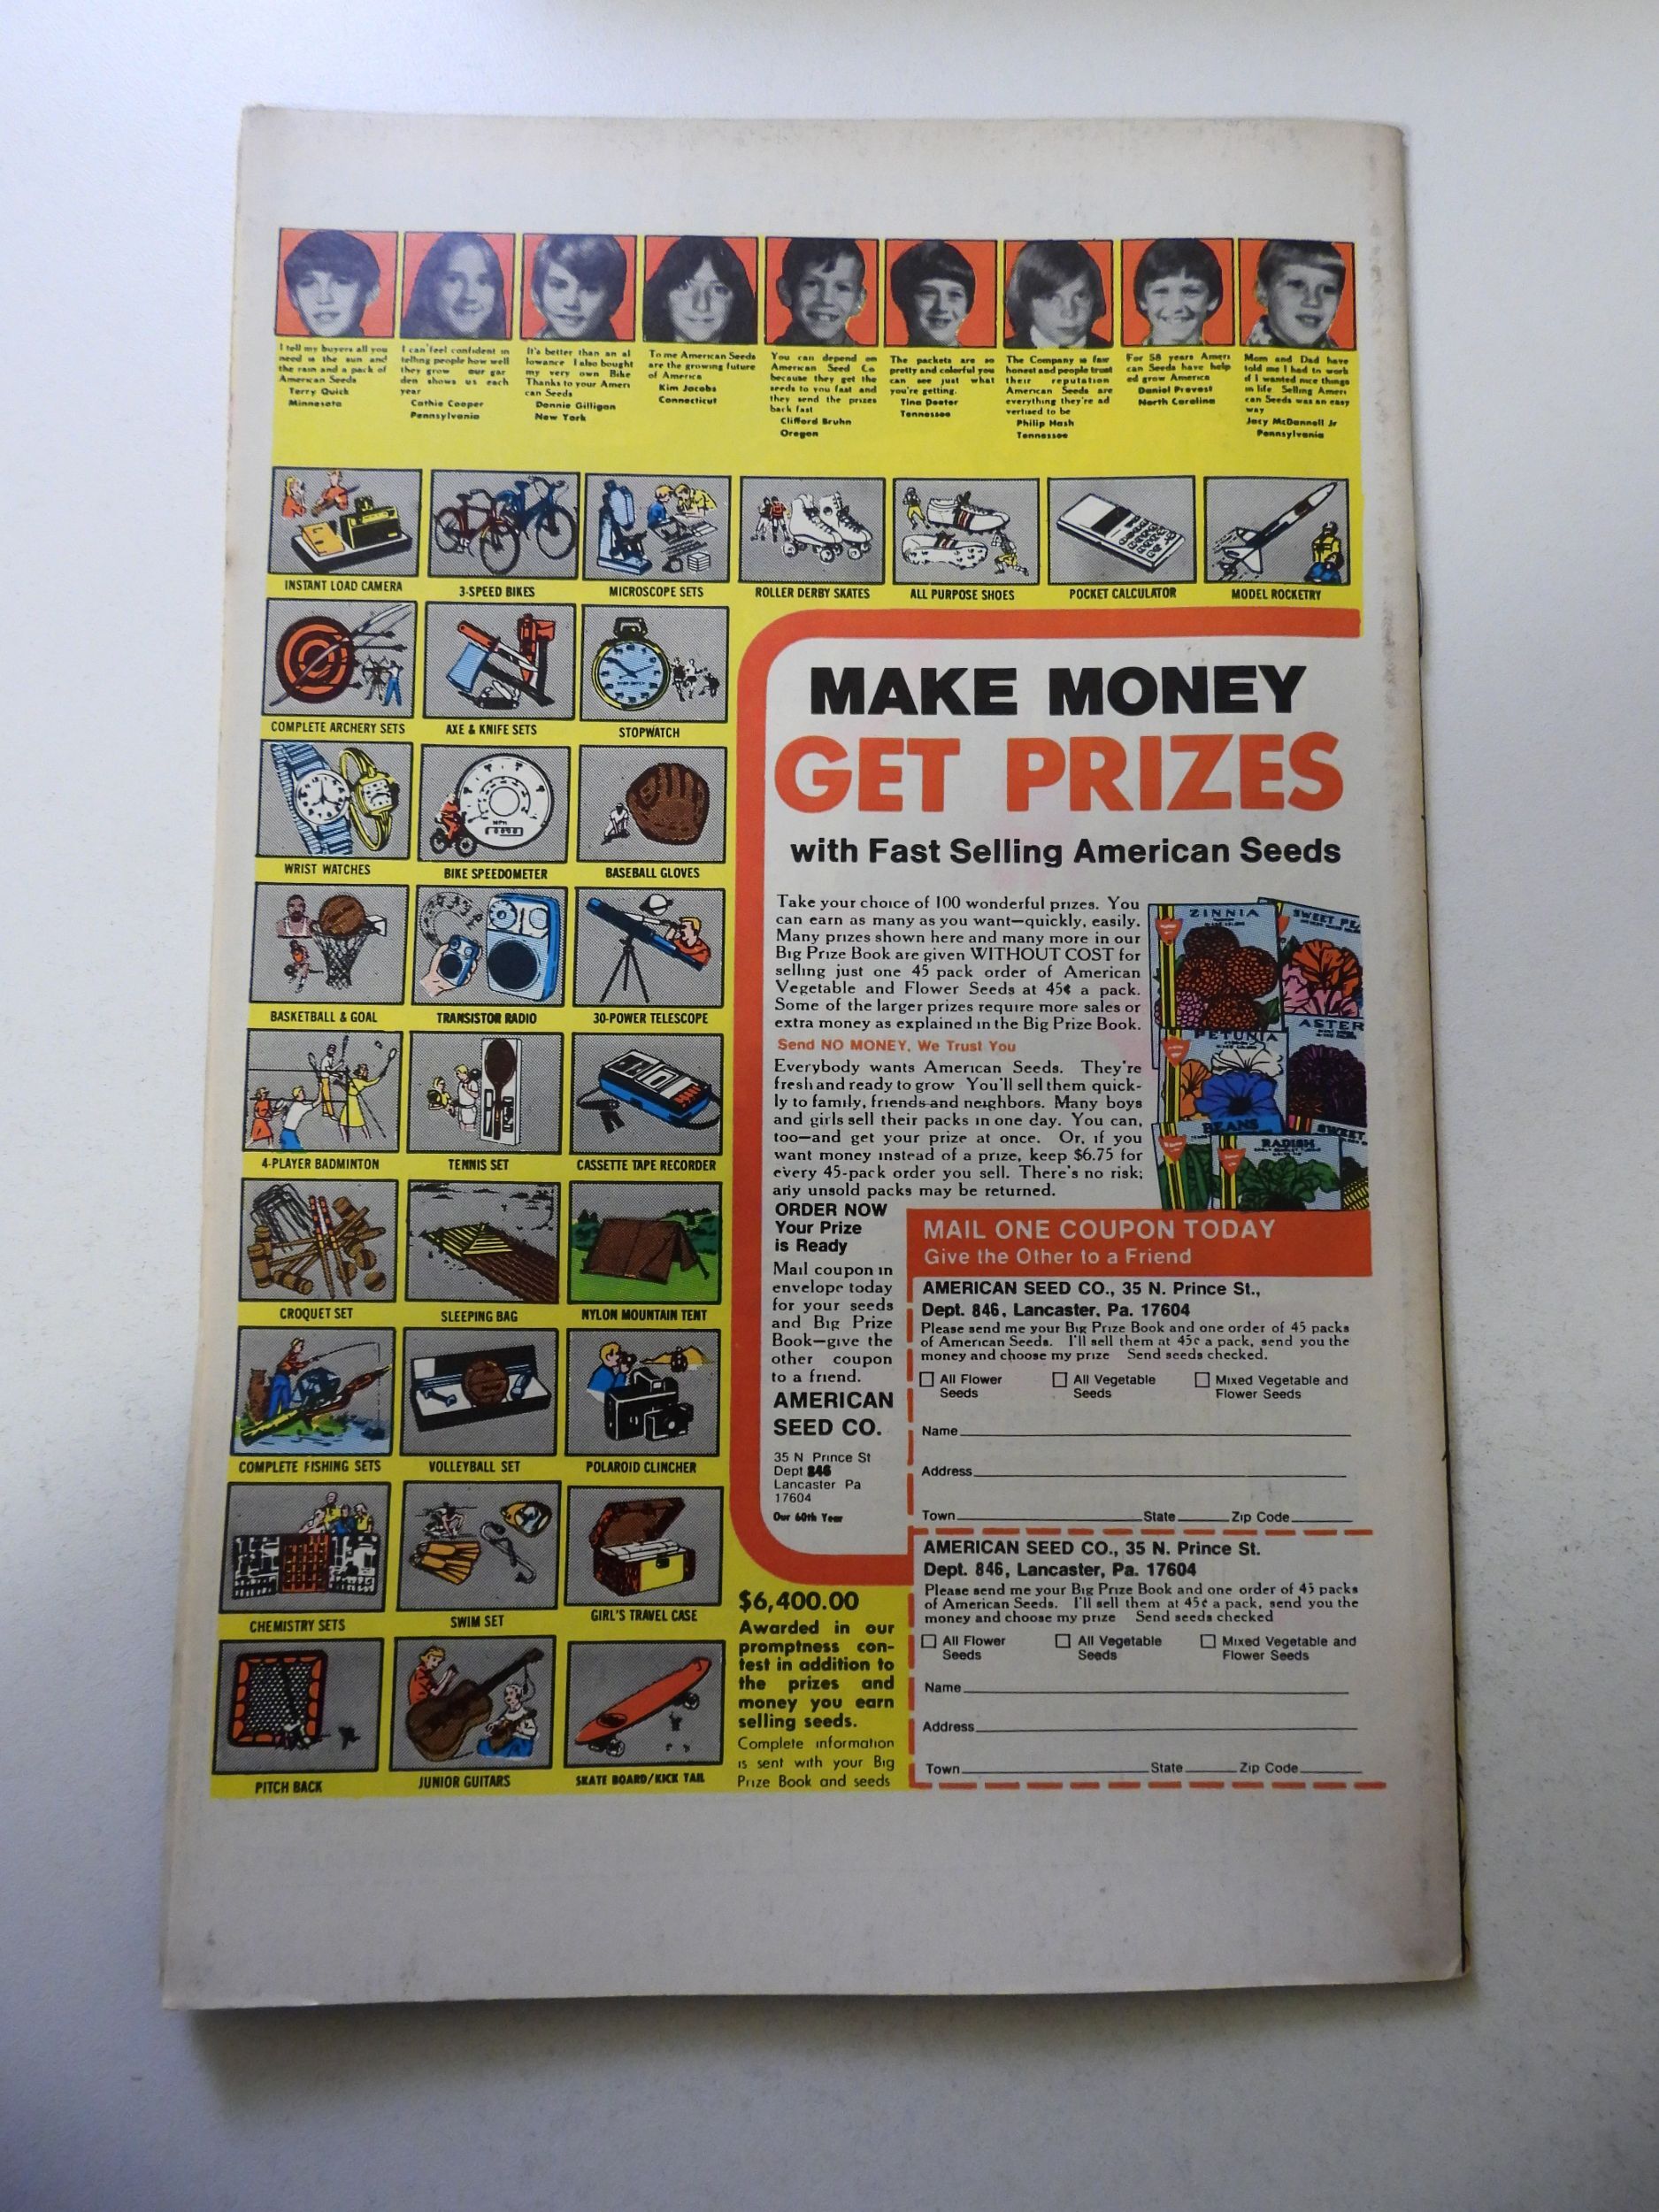 I tell my buyers all you
need is the sun and
the rain and a pack of
American Seeds
Terry Quick
Minnesota
I can feel confident in
telling people how well
they grow our gar
den shows us each
year
Cathie Cooper
Pennsylvania
It's better than an al
lowance I also bought
my very own Bike
Thanks to your Ameri
can Seeds
Donnie Gilligan
New York
To me American Seeds
are the growing future
of America
Kim Jacobs
Connecticut
You can depend on
American Seed Co
because they get the
seeds to you fast and
they send the prizes
back fast
Clifford Bruhn
Oregon
The packets are so
pretty and colorful you
can see just what
you're getting.
Tina Deeter
Tennessee
The Company is fair
honest and people trust
their reputation
American Seeds are
everything they're ad
vertised to be
Philip Hash
Tennessee
For 58 years Ameri
can Seeds have help
ed grow America
Daniel Provost
North Carolina
Mom and Dad have
told me I had to work
if I wanted nice things
in life Selling Ameri
can Seeds was an easy
way
Jacy McDannell Jr
Pennsylvania
INSTANT LOAD CAMERA
3-SPEED BIKES
MICROSCOPE SETS
ROLLER DERBY SKATES
ALL PURPOSE SHOES
POCKET CALCULATOR
MODEL ROCKETRY
COMPLETE ARCHERY SETS
AXE & KNIFE SETS
STOPWATCH
WRIST WATCHES
BIKE SPEEDOMETER
BASEBALL GLOVES
BASKETBALL & GOAL
TRANSISTOR RADIO
30-POWER TELESCOPE
4-PLAYER BADMINTON
TENNIS SET
CASSETTE TAPE RECORDER
CROQUET SET
SLEEPING BAG
NYLON MOUNTAIN TENT
COMPLETE FISHING SETS
VOLLEYBALL SET
POLAROID CLINCHER
CHEMISTRY SETS
SWIM SET
GIRL'S TRAVEL CASE
PITCH BACK
JUNIOR GUITARS
SKATE BOARD/KICK TAIL
MAKE MONEY
GET PRIZES
with Fast Selling American Seeds
Take your choice of 100 wonderful prizes. You
can earn as many as you want—quickly, easily.
Many prizes shown here and many more in our
Big Prize Book are given WITHOUT COST for
selling just one 45 pack order of American
Vegetable and Flower Seeds at 45¢ a pack.
Some of the larger prizes require more sales or
extra money as explained in the Big Prize Book.
Send NO MONEY, We Trust You
Everybody wants American Seeds. They're
fresh and ready to grow You'll sell them quick-
ly to family, friends and neighbors. Many boys
and girls sell their packs in one day. You can,
too—and get your prize at once. Or, if you
want money instead of a prize, keep $6.75 for
every 45-pack order you sell. There's no risk;
any unsold packs may be returned.
ZINNIA
SWEET PE
PETUNIA
ASTER
BEANS
RADISH
SWEET
ORDER NOW
Your Prize
is Ready
Mail coupon in
envelope today
for your seeds
and Big Prize
Book—give the
other coupon
to a friend.
AMERICAN
SEED CO.
35 N Prince St
Dept 846
Lancaster Pa
17604
Our 60th Year
MAIL ONE COUPON TODAY
Give the Other to a Friend
AMERICAN SEED CO., 35 N. Prince St.,
Dept. 846, Lancaster, Pa. 17604
Please send me your Big Prize Book and one order of 45 packs
of American Seeds. I'll sell them at 45¢ a pack, send you the
money and choose my prize Send seeds checked.
All Flower
Seeds
All Vegetable
Seeds
Mixed Vegetable and
Flower Seeds
Name
Address
Town State Zip Code
AMERICAN SEED CO., 35 N. Prince St.
Dept. 846, Lancaster, Pa. 17604
Please send me your Big Prize Book and one order of 45 packs
of American Seeds. I'll sell them at 45¢ a pack, send you the
money and choose my prize Send seeds checked
All Flower
Seeds
All Vegetable
Seeds
Mixed Vegetable and
Flower Seeds
Name
Address
Town State Zip Code
$6,400.00
Awarded in our
promptness con-
test in addition to
the prizes and
money you earn
selling seeds.
Complete information
is sent with your Big
Prize Book and seeds